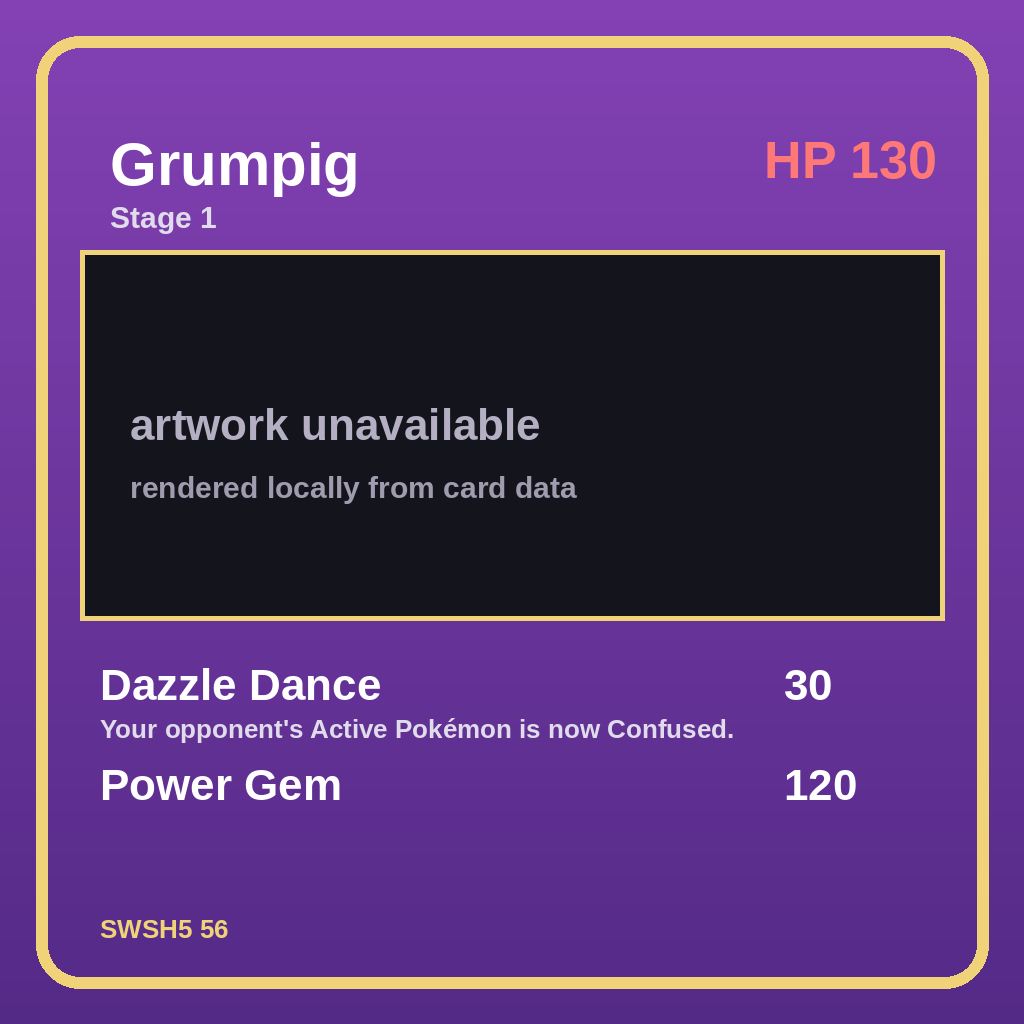 Grumpig
HP 130
Stage 1
artwork unavailable
rendered locally from card data
Dazzle Dance 30
Your opponent's Active Pokémon is now Confused.
Power Gem 120
SWSH5 56